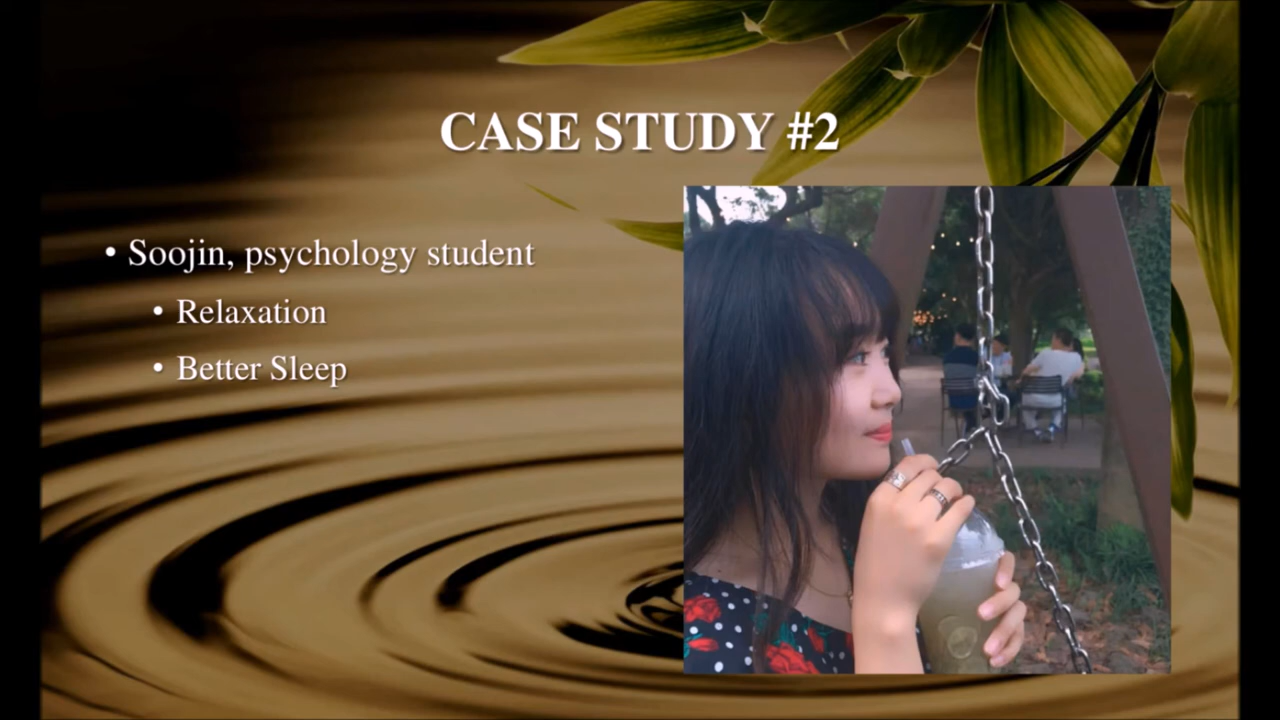 CASE STUDY #2
• Soojin, psychology student
• Relaxation
• Better Sleep